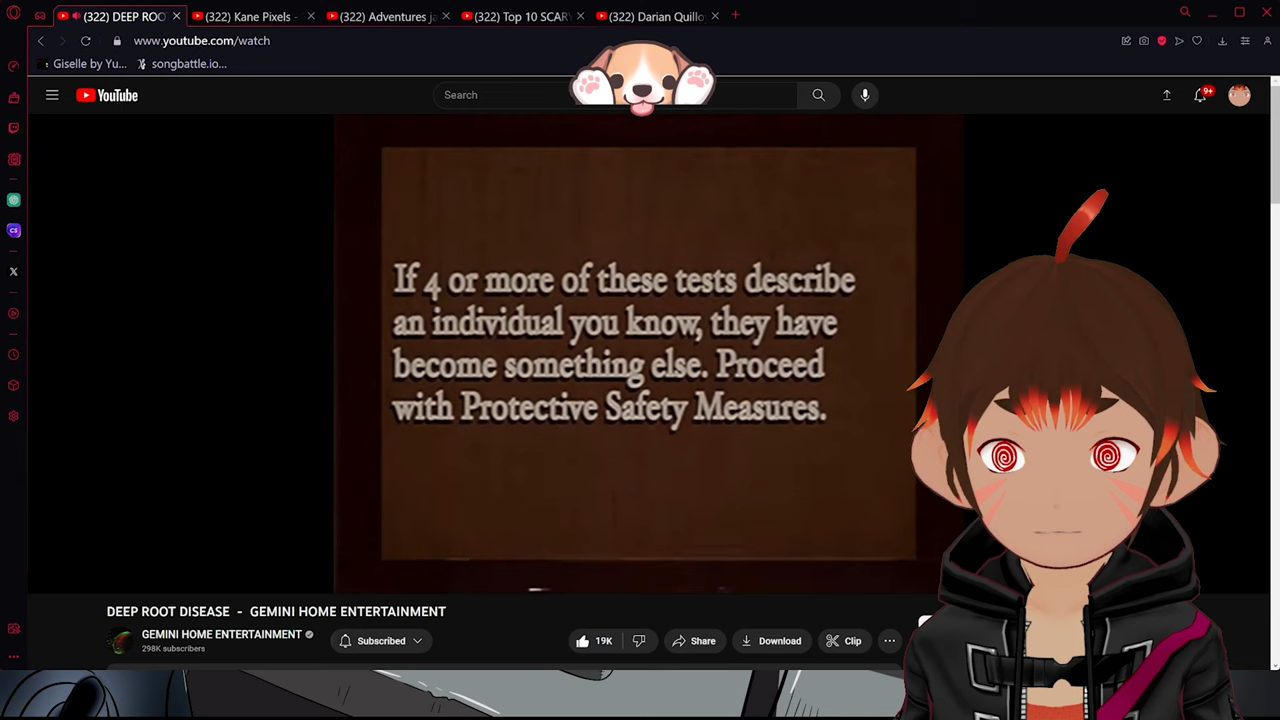 (322) DEEP ROO
(322) Kane Pixels -
(322) Adventures ja
(322) Top 10 SCARY
(322) Darian Quillo
www.youtube.com/watch
Giselle by Yu...
songbattle.io...
YouTube
Search
9+
CS
If 4 or more of these tests describe
an individual you know, they have
become something else. Proceed
with Protective Safety Measures.
DEEP ROOT DISEASE - GEMINI HOME ENTERTAINMENT
GEMINI HOME ENTERTAINMENT
298K subscribers
Subscribed
19K
Share
Download
Clip